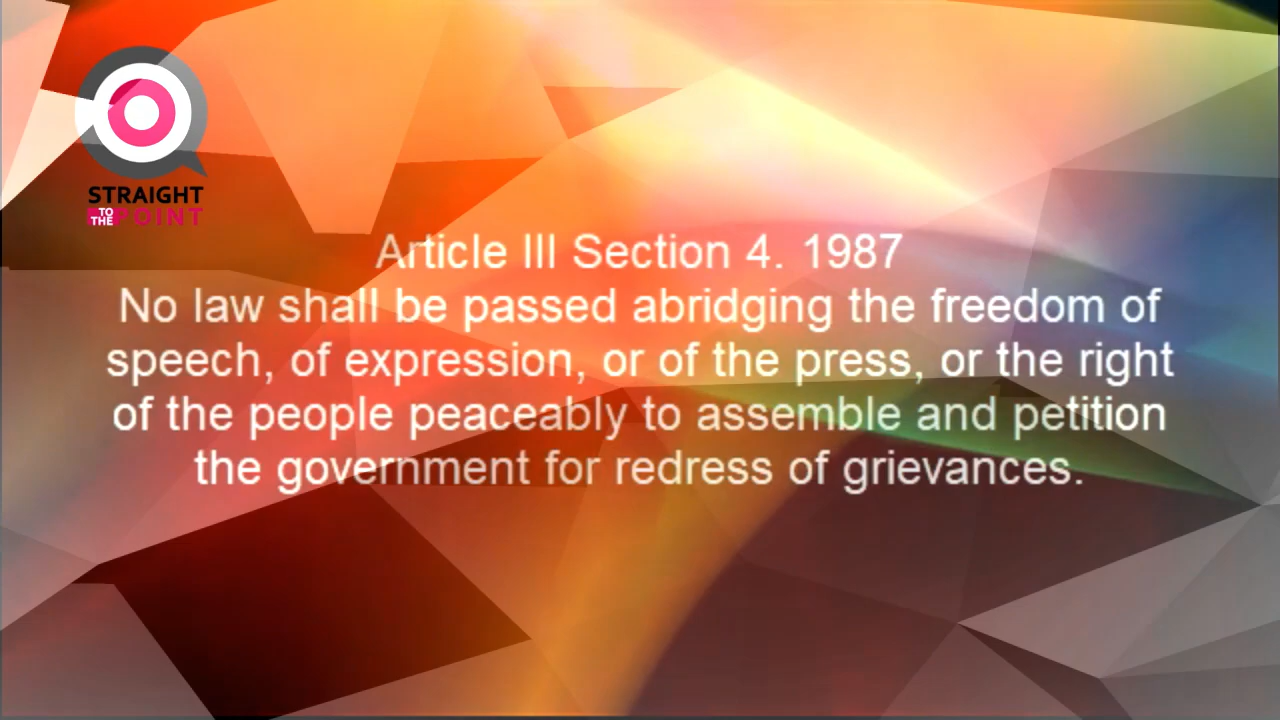 STRAIGHT
TO THE POINT
Article III Section 4. 1987
No law shall be passed abridging the freedom of
speech, of expression, or of the press, or the right
of the people peaceably to assemble and petition
the government for redress of grievances.